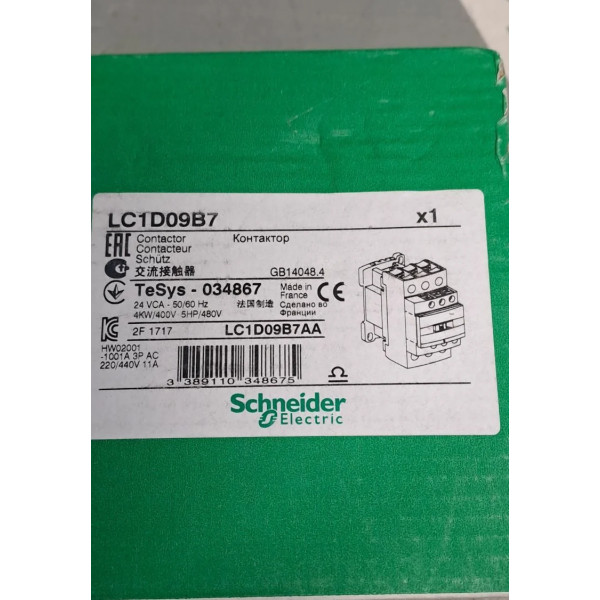 LC1D09B7 x1
EAC Contactor Контактор
Contacteur
Schütz
交流接触器 GB14048.4
TeSys - 034867 Made in France CE
24 VCA - 50/60 Hz 法国制造 Сделано во Франции
4KW/400V 5HP/480V
2F 1717 LC1D09B7AA
HW02001
-1001A 3P AC
220/440V 11A
3 389110 348675
Schneider
Electric